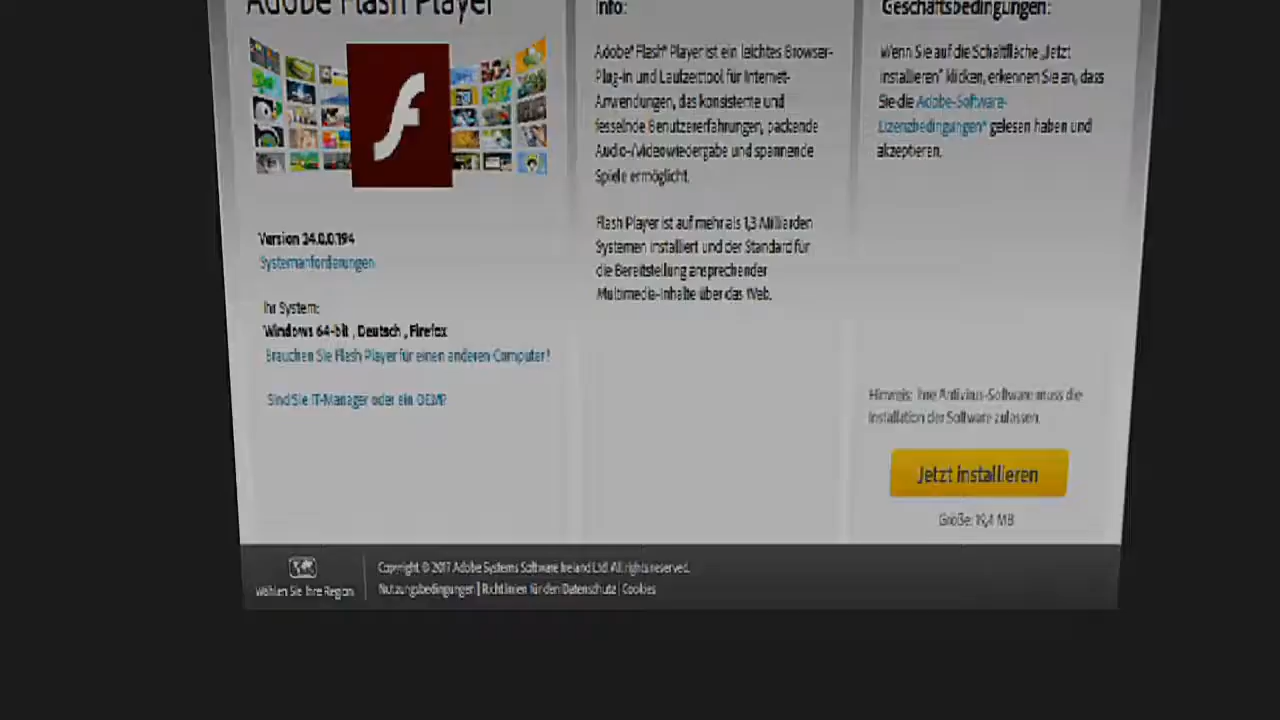 Adobe Flash Player
Version 24.0.0.194
Systemanforderungen
Ihr System:
Windows 64-bit , Deutsch , Firefox
Brauchen Sie Flash Player für einen anderen Computer?
Sind Sie IT-Manager oder ein OEM?
Info:
Adobe® Flash® Player ist ein leichtes Browser-
Plug-in und Laufzeittool für Internet-
Anwendungen, das konsistente und
fesselnde Benutzererfahrungen, packende
Audio-/Videowiedergabe und spannende
Spiele ermöglicht.
Flash Player ist auf mehr als 1,3 Milliarden
Systemen installiert und der Standard für
die Bereitstellung ansprechender
Multimedia-Inhalte über das Web.
Geschäftsbedingungen:
Wenn Sie auf die Schaltfläche „Jetzt
installieren" klicken, erkennen Sie an, dass
Sie die Adobe-Software-
Lizenzbedingungen* gelesen haben und
akzeptieren.
Hinweis: Ihre Antivirus-Software muss die
Installation der Software zulassen.
Jetzt installieren
Größe: 19,4 MB
Wählen Sie Ihre Region
Copyright © 2017 Adobe Systems Software Ireland Ltd. All rights reserved.
Nutzungsbedingungen | Richtlinien für den Datenschutz | Cookies